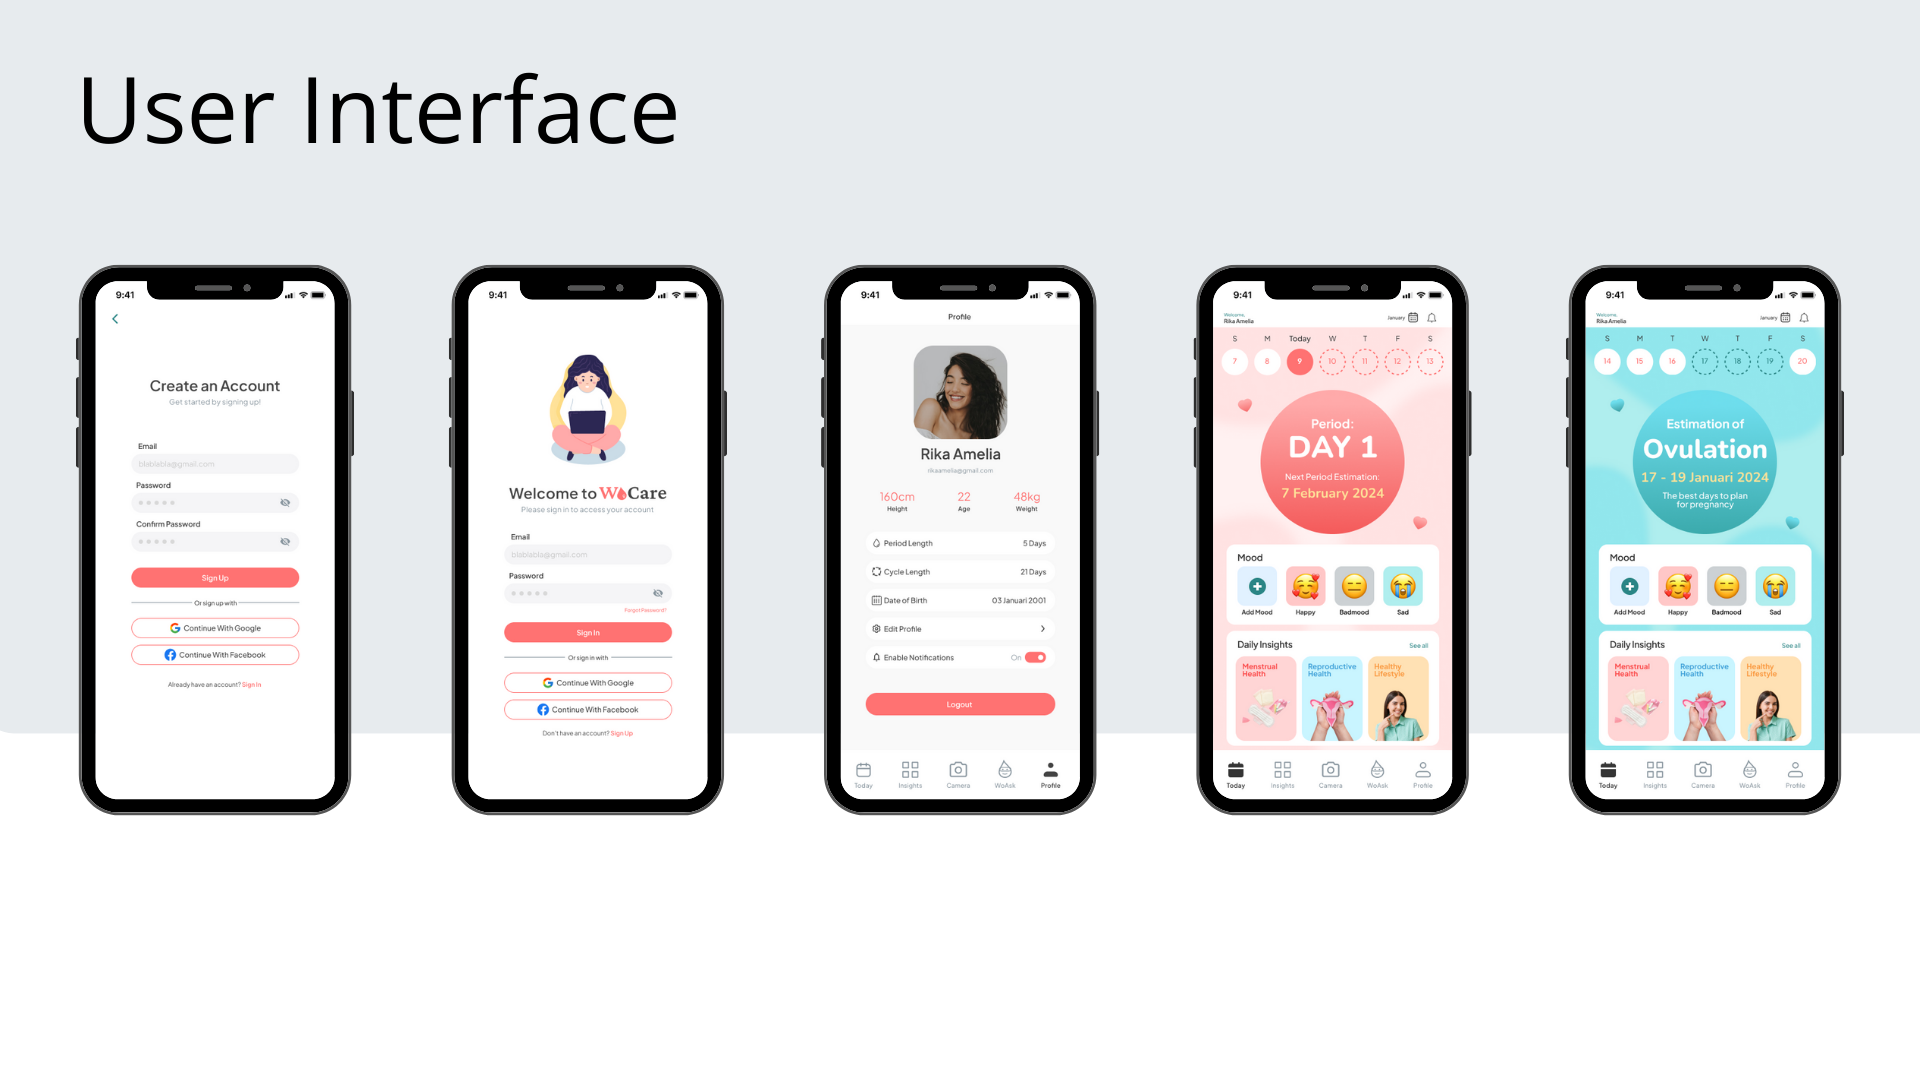 User Interface
9:41
Create an Account
Get started by signing up!
Email
blablabla@gmail.com
Password
Confirm Password
Sign Up
Or sign up with
Continue With Google
Continue With Facebook
Already have an account? Sign In
9:41
Welcome to WoCare
Please sign in to access your account
Email
blablabla@gmail.com
Password
Forgot Password?
Sign In
Or sign in with
Continue With Google
Continue With Facebook
Don't have an account? Sign Up
9:41
Profile
Rika Amelia
rikaamelia@gmail.com
160cm 22 48kg
Height Age Weight
Period Length 5 Days
Cycle Length 21 Days
Date of Birth 03 Januari 2001
Edit Profile
Enable Notifications On
Logout
Today Insights Camera WoAsk Profile
9:41
Welcome,
Rika Amelia
January
S M Today W T F S
7 8 9 10 11 12 13
Period:
DAY 1
Next Period Estimation:
7 February 2024
Mood
Add Mood Happy Badmood Sad
Daily Insights See all
Menstrual Health
Reproductive Health
Healthy Lifestyle
Today Insights Camera WoAsk Profile
9:41
Welcome,
Rika Amelia
January
S M T W T F S
14 15 16 17 18 19 20
Estimation of
Ovulation
17 - 19 Januari 2024
The best days to plan
for pregnancy
Mood
Add Mood Happy Badmood Sad
Daily Insights See all
Menstrual Health
Reproductive Health
Healthy Lifestyle
Today Insights Camera WoAsk Profile